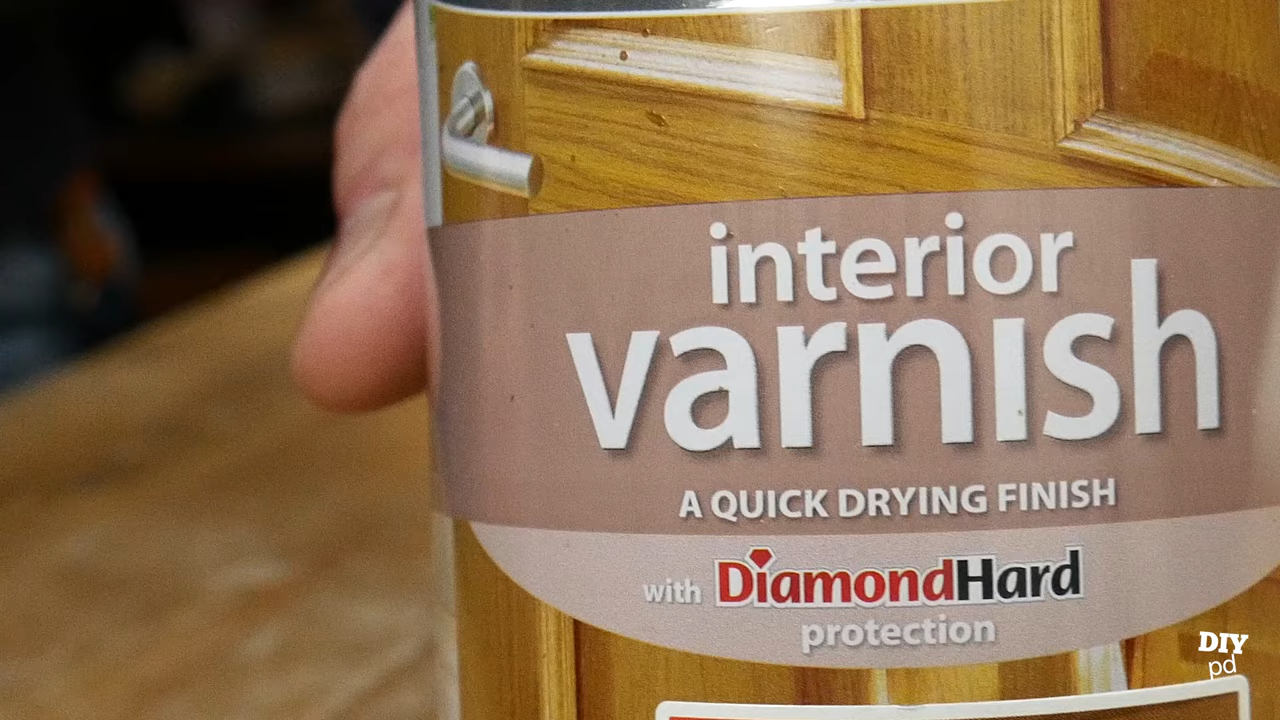 interior
varnish
A QUICK DRYING FINISH
with DiamondHard
protection
DIY
pd